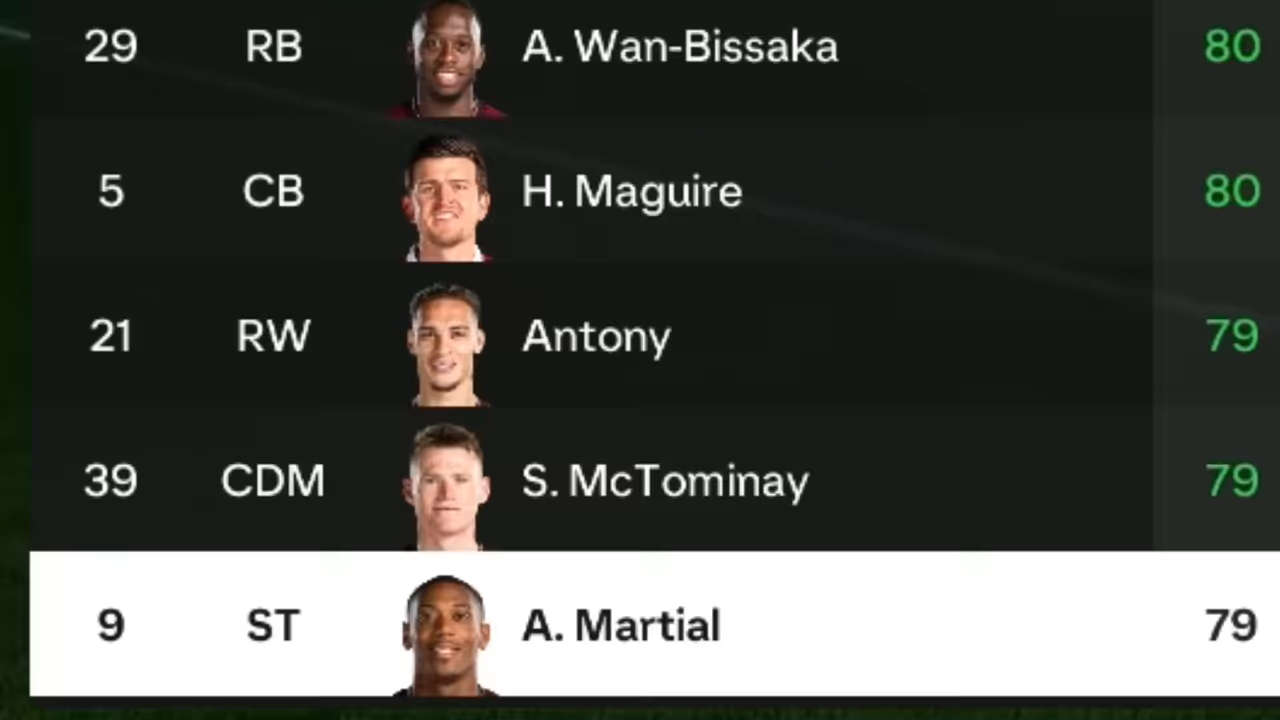 29 RB A. Wan-Bissaka 80
5 CB H. Maguire 80
21 RW Antony 79
39 CDM S. McTominay 79
9 ST A. Martial 79